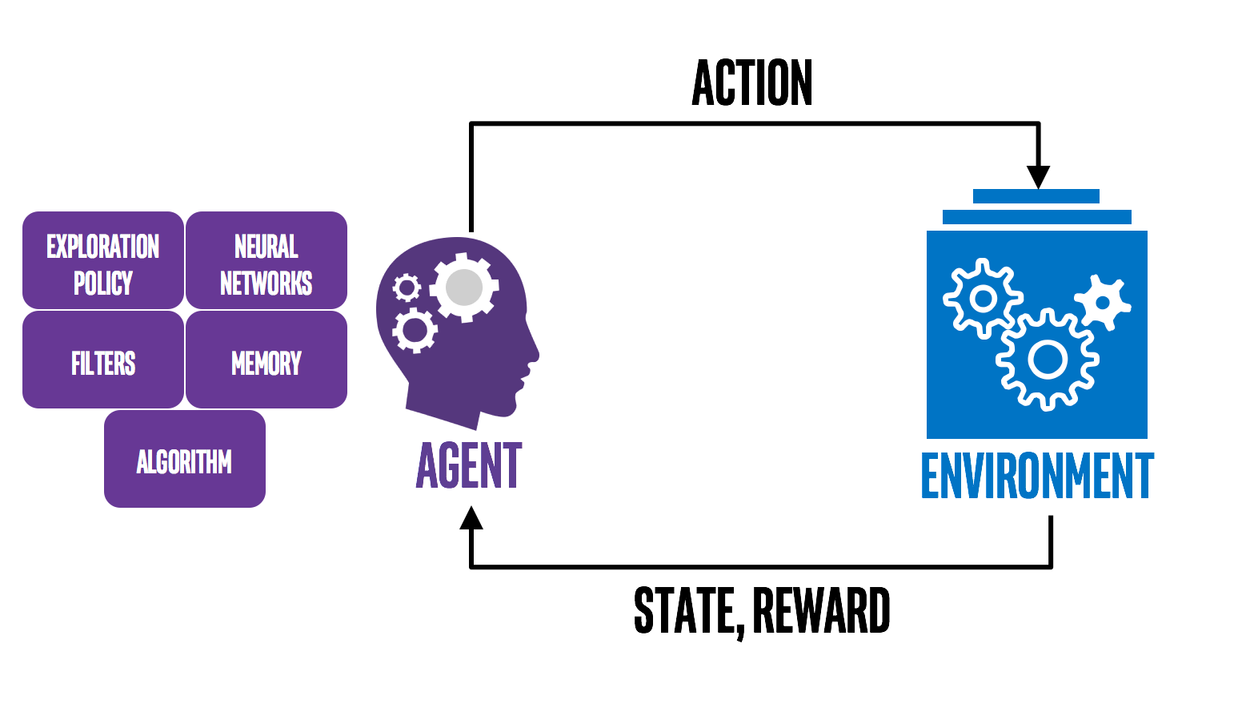 ACTION
EXPLORATION
POLICY
NEURAL
NETWORKS
FILTERS
MEMORY
ALGORITHM
AGENT
ENVIRONMENT
STATE, REWARD